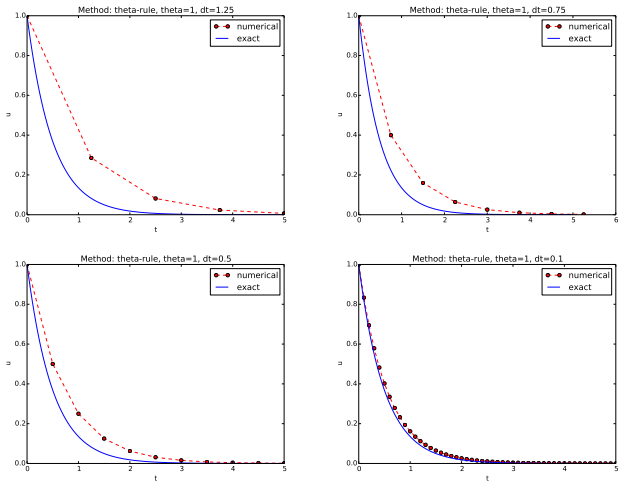 Method: theta-rule, theta=1, dt=1.25
numerical
exact
u
1.0
0.8
0.6
0.4
0.2
0.0
0 1 2 3 4 5
t
Method: theta-rule, theta=1, dt=0.75
numerical
exact
u
1.0
0.8
0.6
0.4
0.2
0.0
0 1 2 3 4 5 6
t
Method: theta-rule, theta=1, dt=0.5
numerical
exact
u
1.0
0.8
0.6
0.4
0.2
0.0
0 1 2 3 4 5
t
Method: theta-rule, theta=1, dt=0.1
numerical
exact
u
1.0
0.8
0.6
0.4
0.2
0.0
0 1 2 3 4 5
t